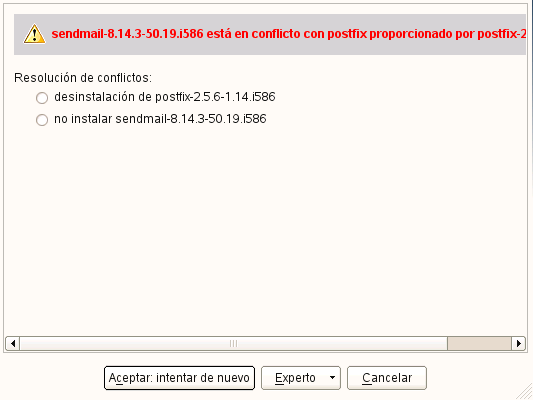 sendmail-8.14.3-50.19.i586 está en conflicto con postfix proporcionado por postfix-2
Resolución de conflictos:
desinstalación de postfix-2.5.6-1.14.i586
no instalar sendmail-8.14.3-50.19.i586
Aceptar: intentar de nuevo Experto Cancelar